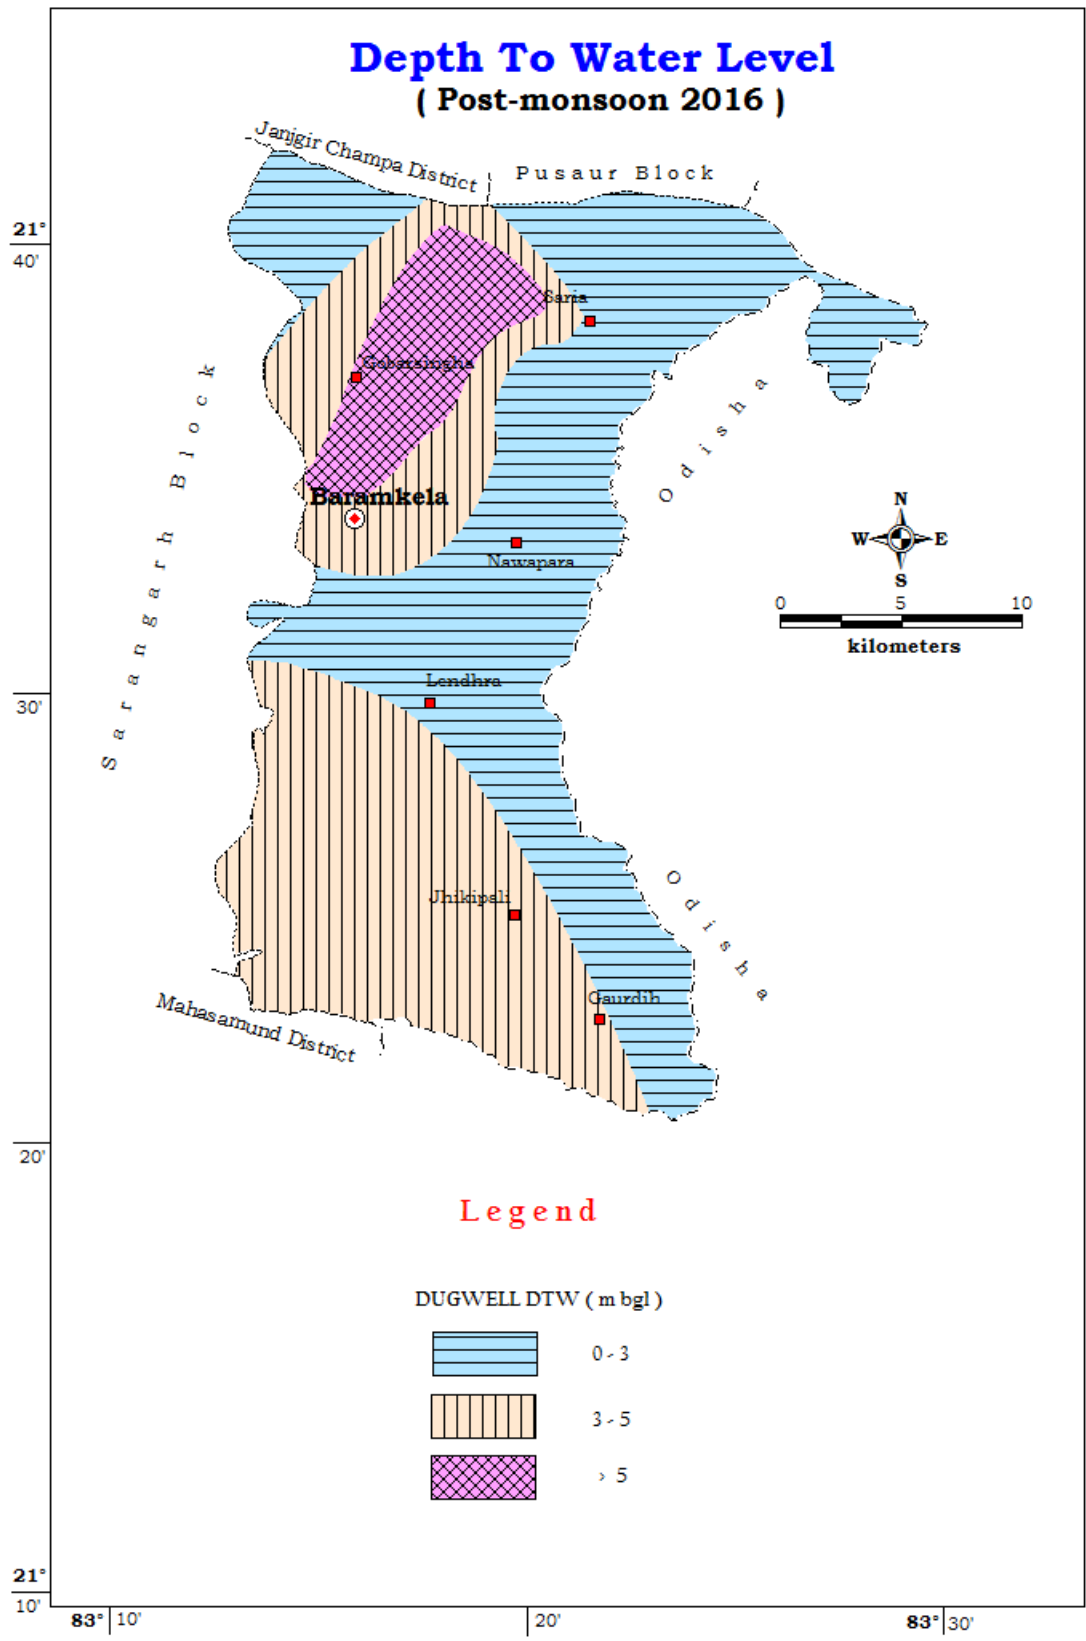 Depth To Water Level
( Post-monsoon 2016 )
Janjgir Champa District
Pusaur Block
21°
40'
Saria
Gobarsingha
Sarangarh Block
Odisha
Baramkela
N
W E
S
Nawapara
0 5 10
kilometers
Lendhra
30'
Jhikipali
Odisha
Gaurdih
Mahasamund District
20'
Legend
DUGWELL DTW ( m bgl )
0 - 3
3 - 5
> 5
21°
10'
83° 10' 20' 83° 30'